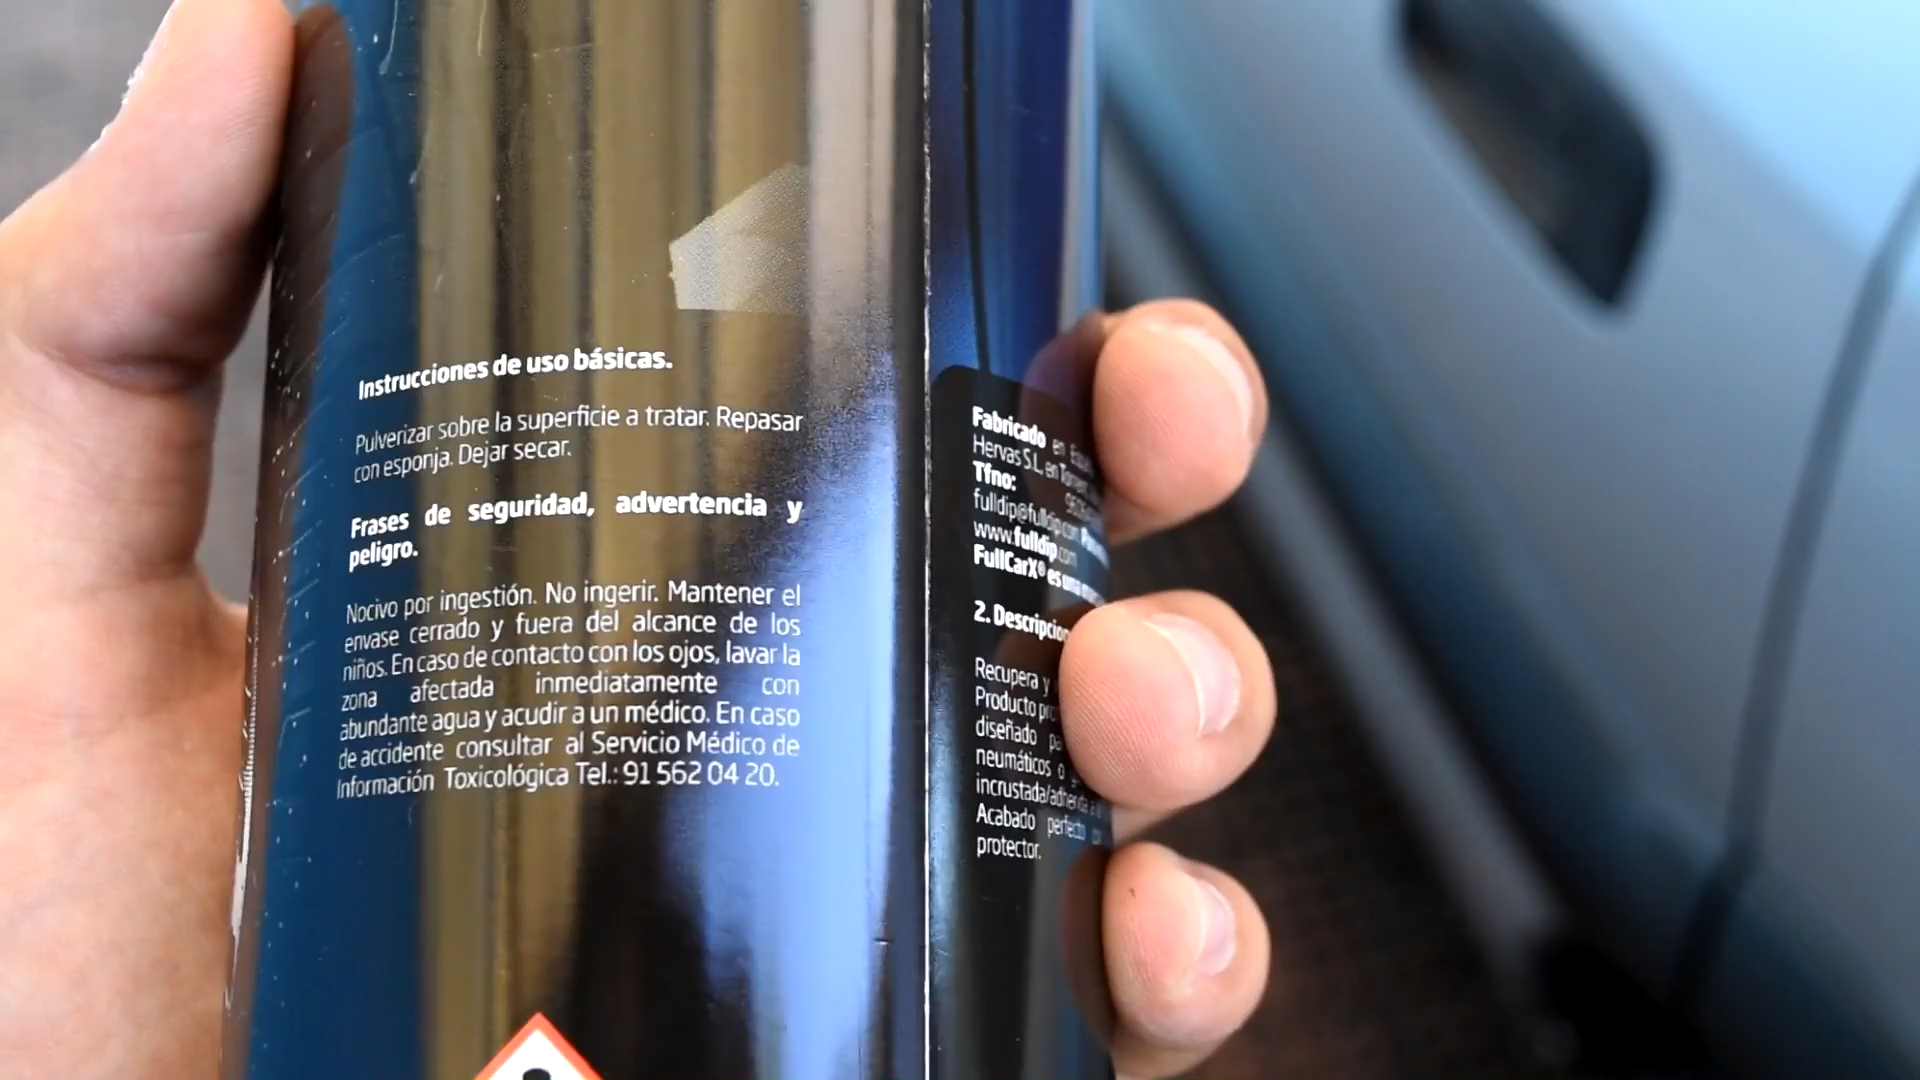 Instrucciones de uso básicas.
Pulverizar sobre la superficie a tratar. Repasar
con esponja. Dejar secar.
Frases de seguridad, advertencia y
peligro.
Nocivo por ingestión. No ingerir. Mantener el
envase cerrado y fuera del alcance de los
niños. En caso de contacto con los ojos, lavar la
zona afectada inmediatamente con
abundante agua y acudir a un médico. En caso
de accidente consultar al Servicio Médico de
Información Toxicológica Tel.: 91 562 04 20.
Fabricado en
Hervas S.L. en
Tfno:
fulldip@fulldip.com
www.fulldip.com
FullCarX® es una
2.
Recupera y
Producto
diseñado
neumáticos o
incrustada/adherida
Acabado perfecto
protector.